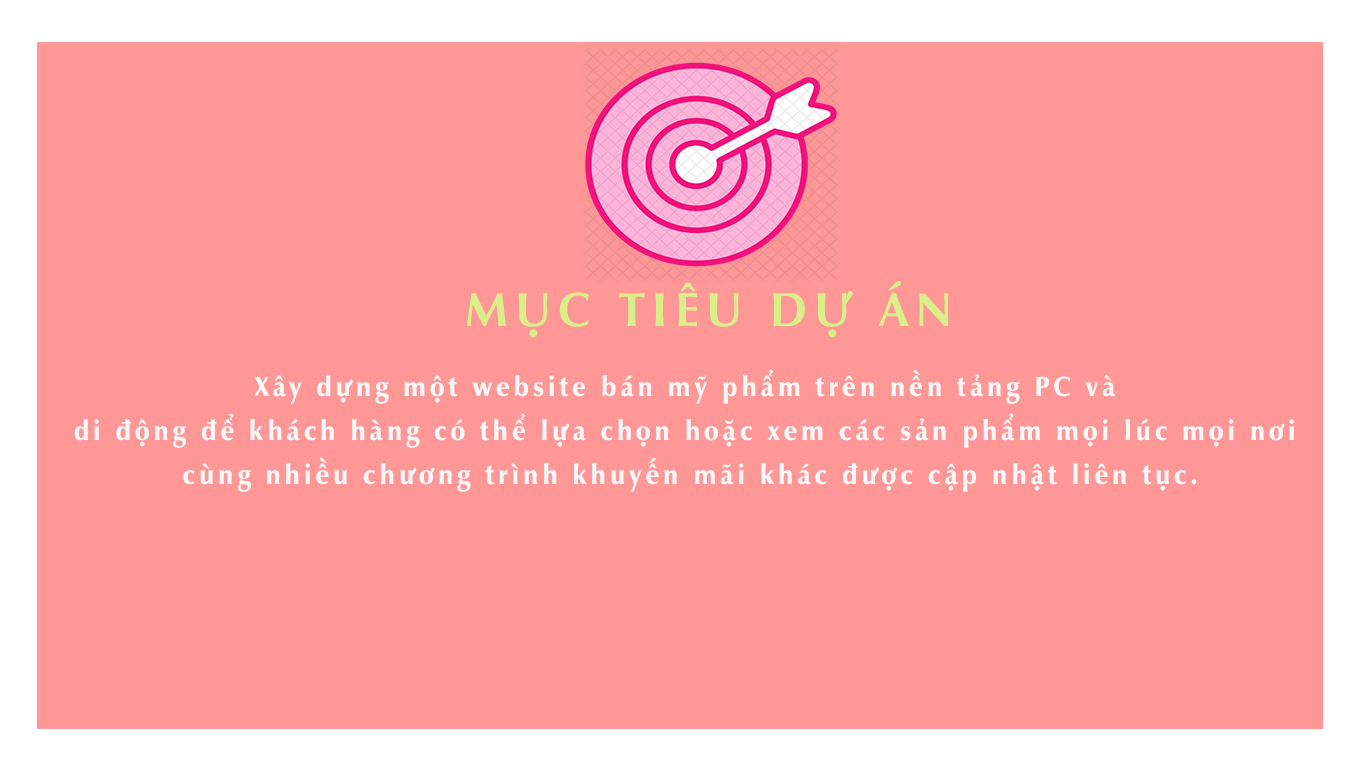 MỤC TIÊU DỰ ÁN
Xây dựng một website bán mỹ phẩm trên nền tảng PC và
di động để khách hàng có thể lựa chọn hoặc xem các sản phẩm mọi lúc mọi nơi
cùng nhiều chương trình khuyến mãi khác được cập nhật liên tục.